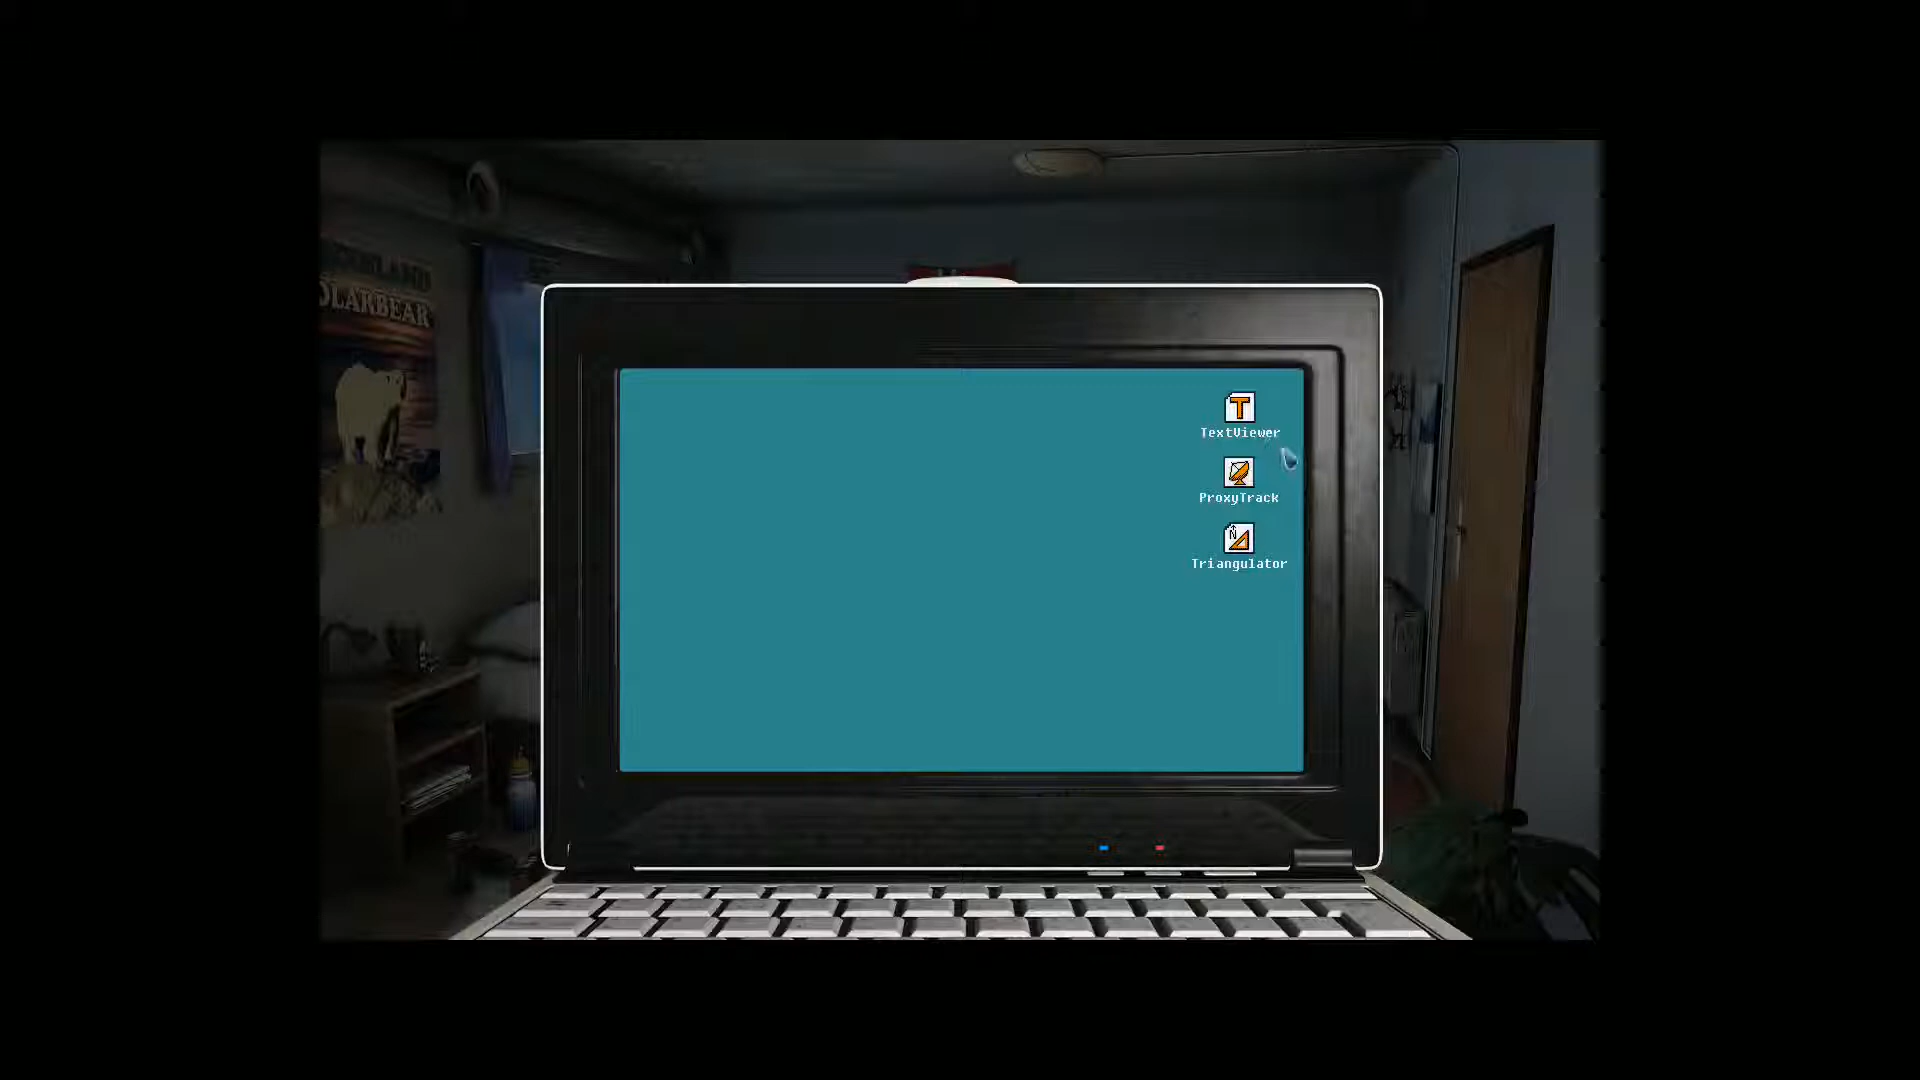 OLARBEAR
TextViewer
ProxyTrack
N
Triangulator